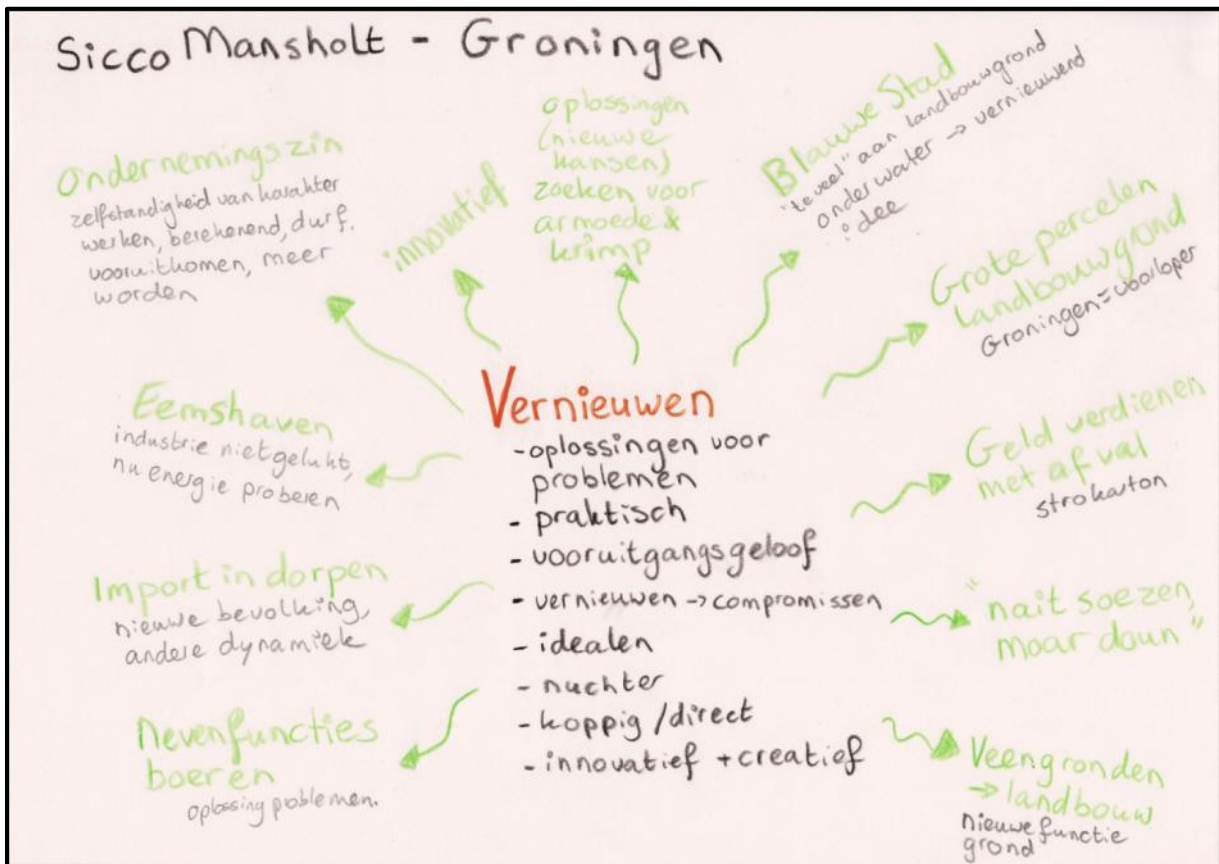 Sicco Mansholt - Groningen
Ondernemingszin
zelfstandigheid van karakter
werken, berekenend, durf.
vooruitkomen, meer
worden
innovatief
oplossingen
(nieuwe
kansen)
zoeken voor
armoede &
krimp
Blauwe Stad
"te veel" aan landbouwgrond
onder water → vernieuwend
idee
Grote percelen
landbouwgrond
Groningen = voorloper
Eemshaven
industrie niet gelukt,
nu energie proberen
Vernieuwen
- oplossingen voor
problemen
- praktisch
- vooruitgangsgeloof
- vernieuwen → compromissen
- idealen
- nuchter
- koppig / direct
- innovatief + creatief
Geld verdienen
met afval
strokarton
Import in dorpen
nieuwe bevolking,
andere dynamiek
"nait soezen,
moar doun"
Nevenfuncties
boeren
oplossing problemen.
Veengronden
→ landbouw
nieuwe functie
grond